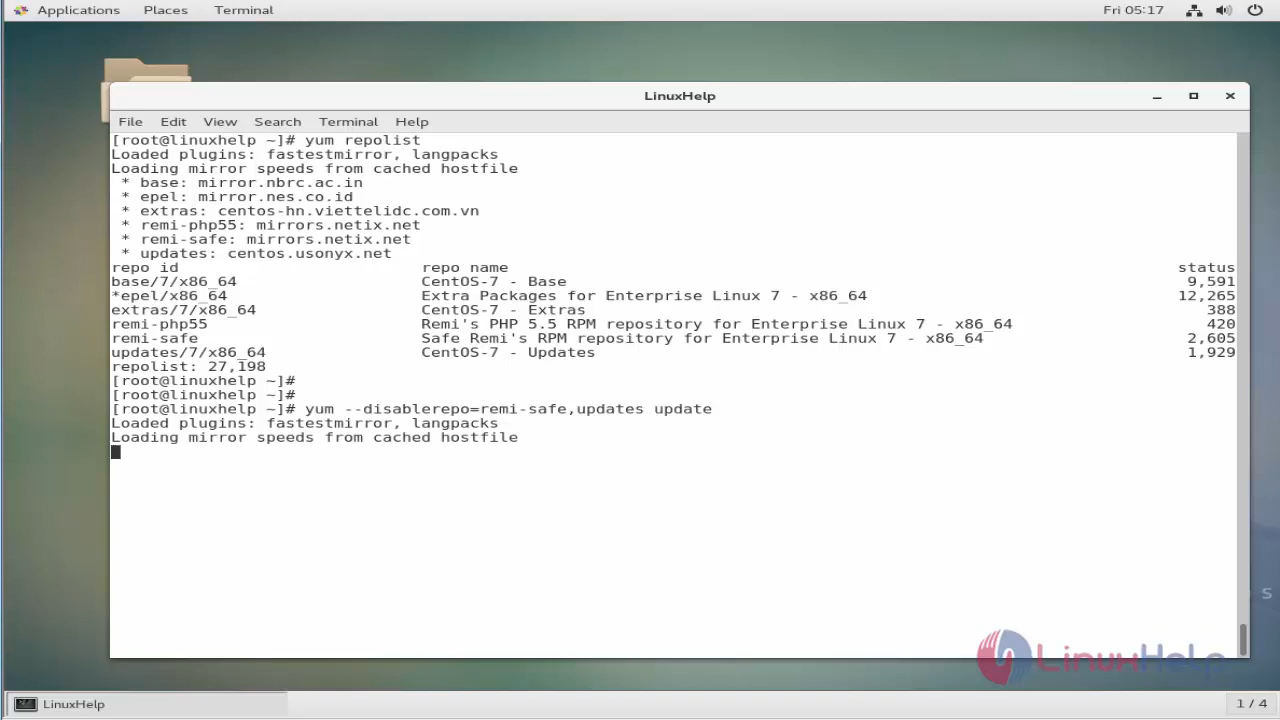 Applications Places Terminal Fri 05:17
LinuxHelp
File Edit View Search Terminal Help
[root@linuxhelp ~]# yum repolist
Loaded plugins: fastestmirror, langpacks
Loading mirror speeds from cached hostfile
* base: mirror.nbrc.ac.in
* epel: mirror.nes.co.id
* extras: centos-hn.viettelidc.com.vn
* remi-php55: mirrors.netix.net
* remi-safe: mirrors.netix.net
* updates: centos.usonyx.net
repo id repo name status
base/7/x86_64 CentOS-7 - Base 9,591
*epel/x86_64 Extra Packages for Enterprise Linux 7 - x86_64 12,265
extras/7/x86_64 CentOS-7 - Extras 388
remi-php55 Remi's PHP 5.5 RPM repository for Enterprise Linux 7 - x86_64 420
remi-safe Safe Remi's RPM repository for Enterprise Linux 7 - x86_64 2,605
updates/7/x86_64 CentOS-7 - Updates 1,929
repolist: 27,198
[root@linuxhelp ~]#
[root@linuxhelp ~]#
[root@linuxhelp ~]# yum --disablerepo=remi-safe,updates update
Loaded plugins: fastestmirror, langpacks
Loading mirror speeds from cached hostfile
S
LinuxHelp
LinuxHelp 1 / 4